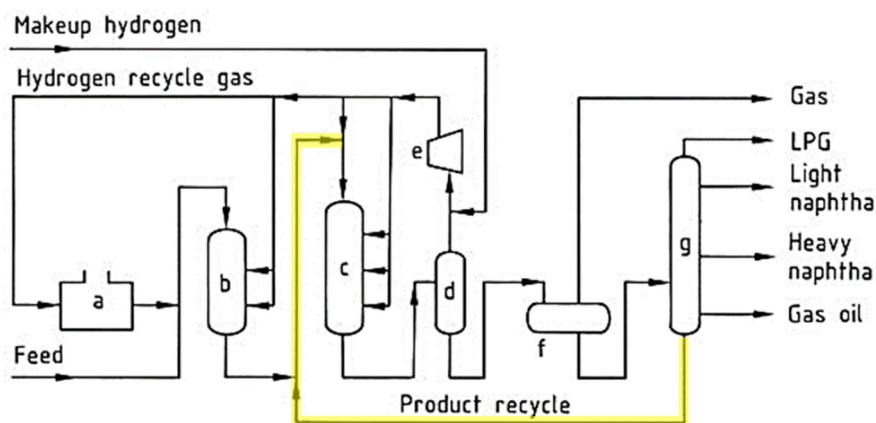 Makeup hydrogen
Hydrogen recycle gas
Gas
LPG
e
Light
naphtha
g
b
c
d
Heavy
naphtha
a
Gas oil
f
Feed
Product recycle